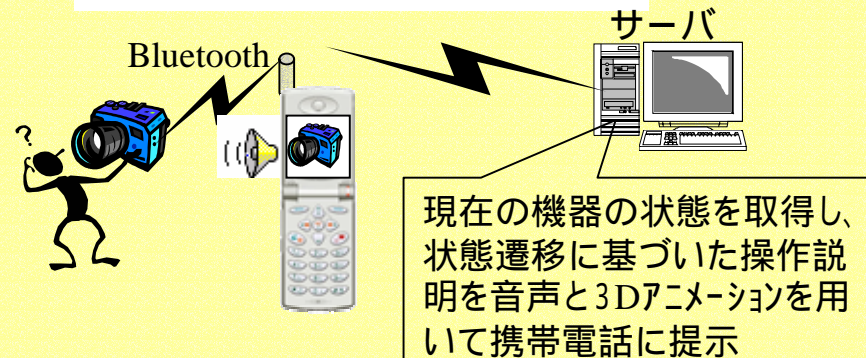 サーバ
Bluetooth
?
現在の機器の状態を取得し、
状態遷移に基づいた操作説
明を音声と3Dアニメーションを用
いて携帯電話に提示